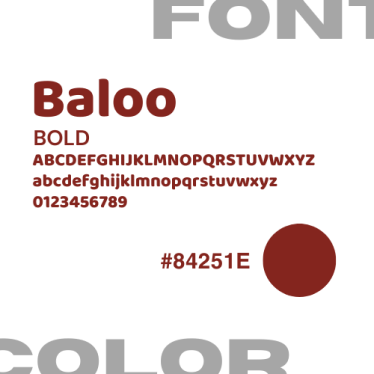 FONT
Baloo
BOLD
ABCDEFGHIJKLMNOPQRSTUVWXYZ
abcdefghijklmnopqrstuvwxyz
0123456789
#84251E
COLOR